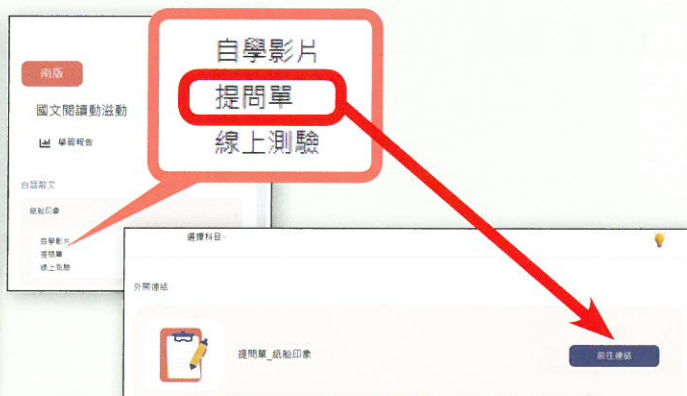 南版
國文閱讀動滋動
學習報告
白話散文
紙船印象
自學影片
提問單
線上測驗
自學影片
提問單
線上測驗
選擇科目
外開連結
提問單_紙船印象
前往連結